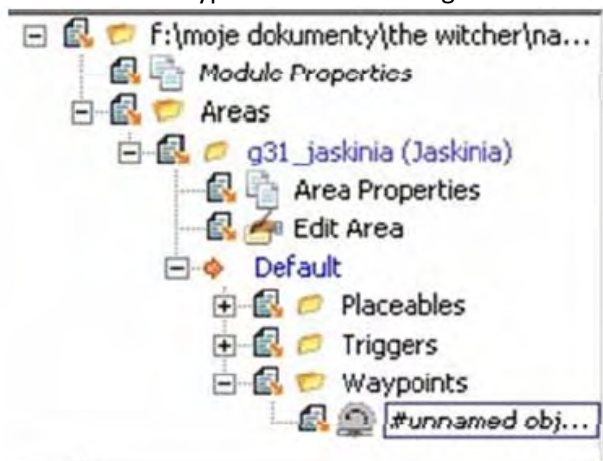 f:\moje dokumenty\the witcher\na...
Module Properties
Areas
g31_jaskinia (Jaskinia)
Area Properties
Edit Area
Default
Placeables
Triggers
Waypoints
#unnamed obj...